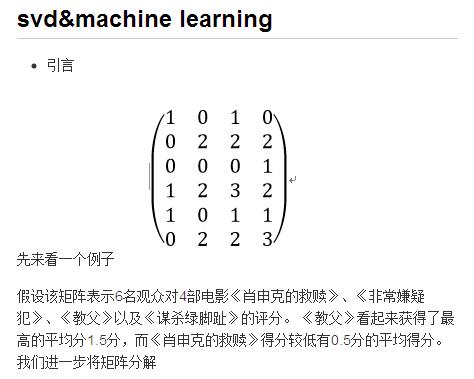 svd&machine learning
引言
1 0 1 0
0 2 2 2
0 0 0 1
1 2 3 2
1 0 1 1
0 2 2 3
先来看一个例子
假设该矩阵表示6名观众对4部电影《肖申克的救赎》、《非常嫌疑
犯》、《教父》以及《谋杀绿脚趾》的评分。《教父》看起来获得了最
高的平均分1.5分，而《肖申克的救赎》得分较低有0.5分的平均得分。
我们进一步将矩阵分解